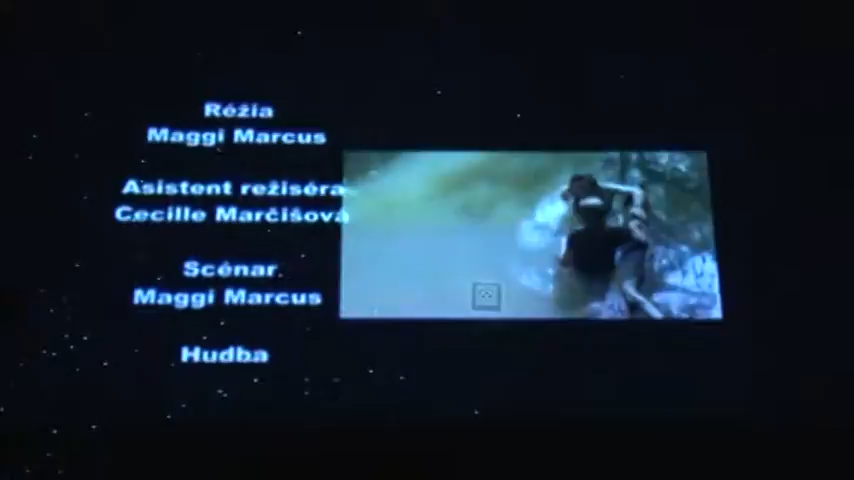 Réžia
Maggi Marcus
Asistent režiséra
Cecille Marčišová
Scénar
Maggi Marcus
Hudba